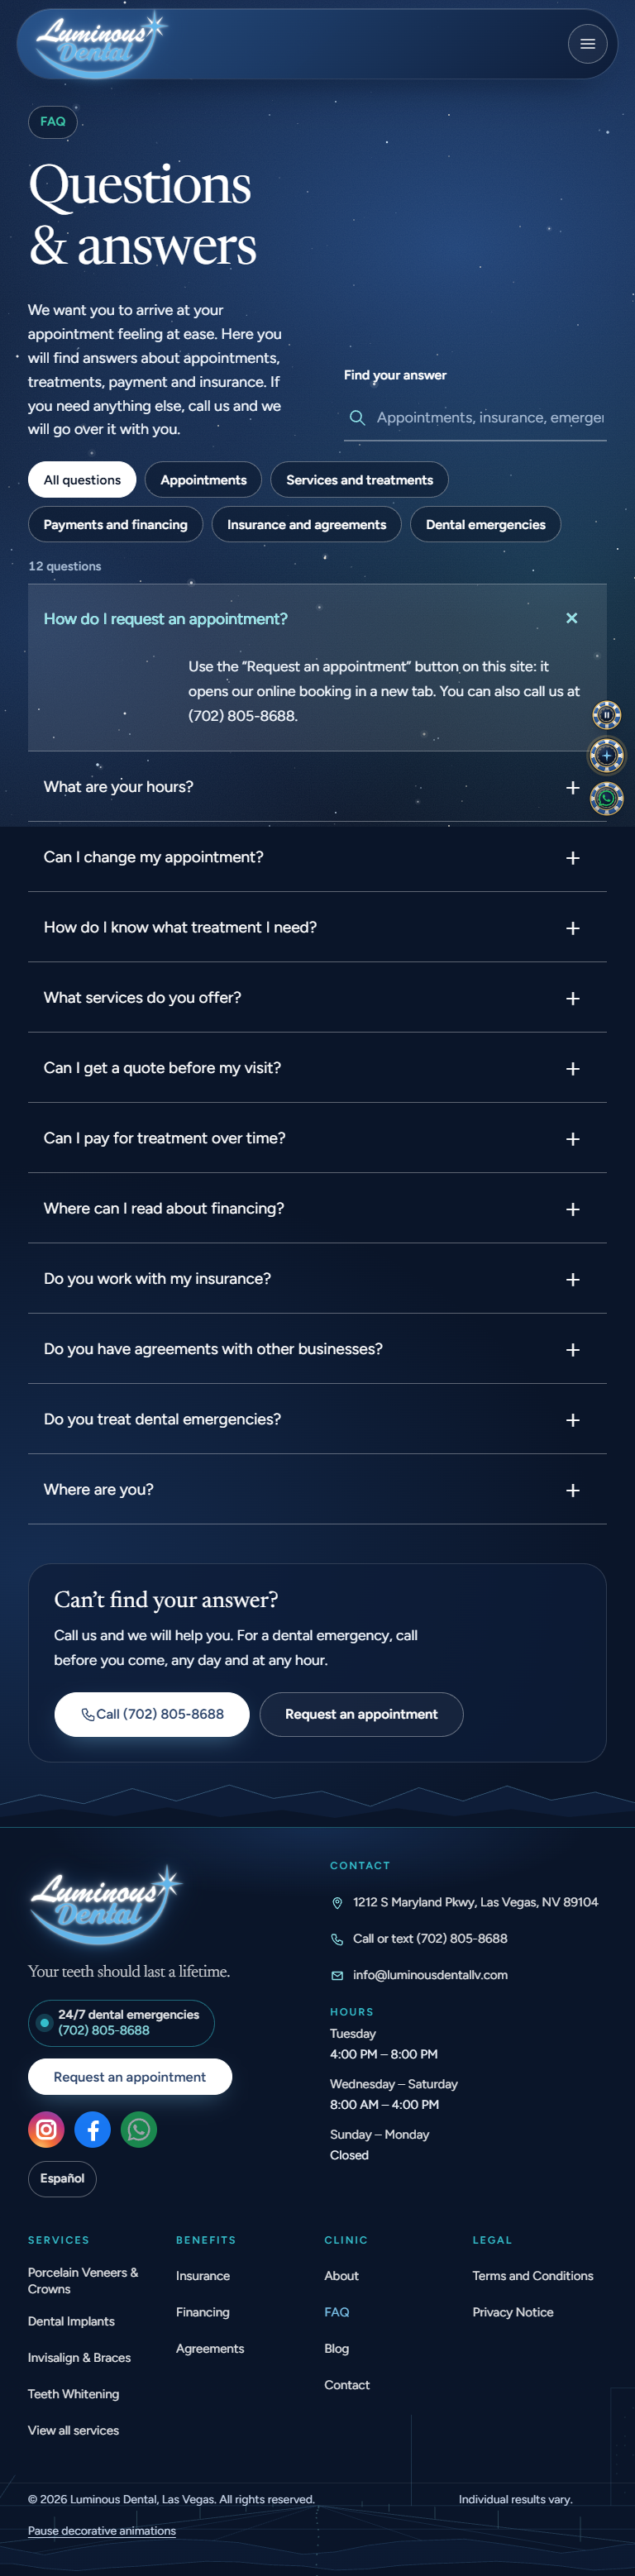 Luminous
Dental
FAQ
Questions
& answers
We want you to arrive at your
appointment feeling at ease. Here you
will find answers about appointments,
treatments, payment and insurance. If
you need anything else, call us and we
will go over it with you.
Find your answer
Appointments, insurance, emerge
All questions
Appointments
Services and treatments
Payments and financing
Insurance and agreements
Dental emergencies
12 questions
How do I request an appointment?
Use the “Request an appointment” button on this site: it
opens our online booking in a new tab. You can also call us at
(702) 805-8688.
What are your hours?
Can I change my appointment?
How do I know what treatment I need?
What services do you offer?
Can I get a quote before my visit?
Can I pay for treatment over time?
Where can I read about financing?
Do you work with my insurance?
Do you have agreements with other businesses?
Do you treat dental emergencies?
Where are you?
Can’t find your answer?
Call us and we will help you. For a dental emergency, call
before you come, any day and at any hour.
Call (702) 805-8688
Request an appointment
Luminous
Dental
Your teeth should last a lifetime.
24/7 dental emergencies
(702) 805-8688
Request an appointment
Español
CONTACT
1212 S Maryland Pkwy, Las Vegas, NV 89104
Call or text (702) 805-8688
info@luminousdentallv.com
HOURS
Tuesday
4:00 PM – 8:00 PM
Wednesday – Saturday
8:00 AM – 4:00 PM
Sunday – Monday
Closed
SERVICES
Porcelain Veneers &
Crowns
Dental Implants
Invisalign & Braces
Teeth Whitening
View all services
BENEFITS
Insurance
Financing
Agreements
CLINIC
About
FAQ
Blog
Contact
LEGAL
Terms and Conditions
Privacy Notice
© 2026 Luminous Dental, Las Vegas. All rights reserved.
Individual results vary.
Pause decorative animations